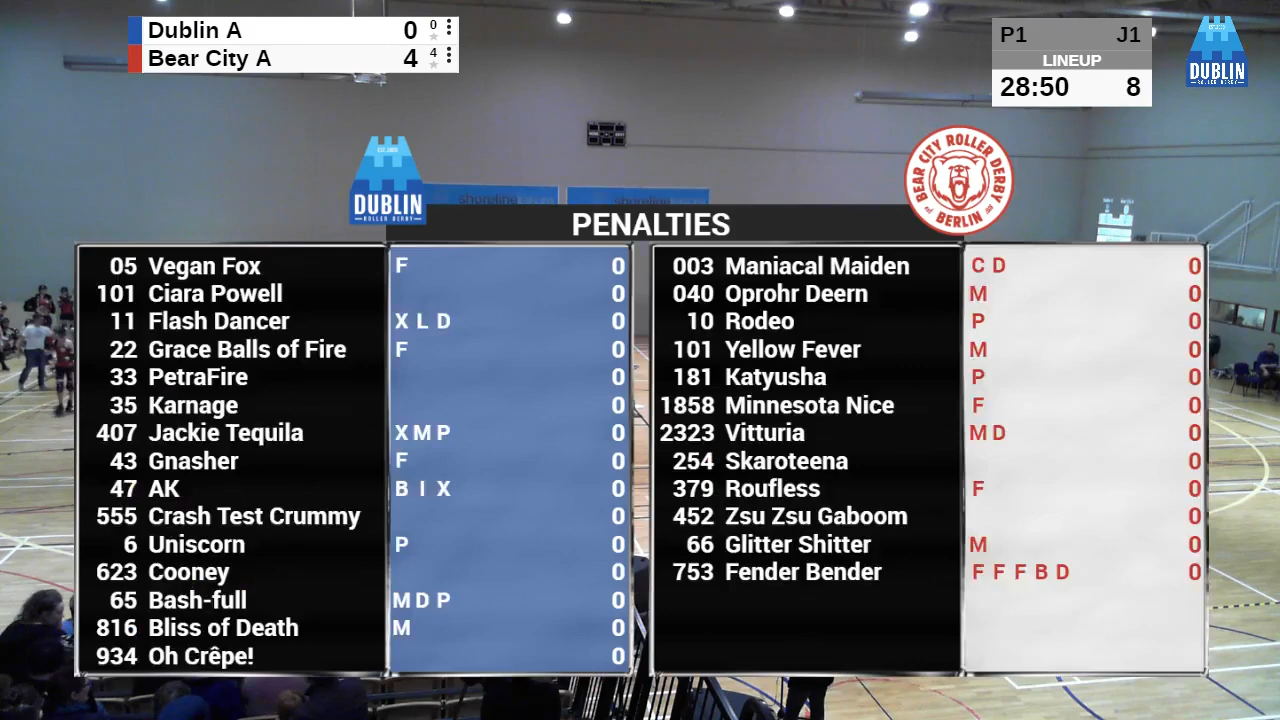 Dublin A 0 0
Bear City A 4 4
P1 J1
LINEUP
28:50 8
DUBLIN
ROLLER DERBY
DUBLIN
ROLLER DERBY
BEAR CITY ROLLER DERBY
BERLIN
shoreline
shoreline
PENALTIES
05 Vegan Fox F 0
101 Ciara Powell 0
11 Flash Dancer X L D 0
22 Grace Balls of Fire F 0
33 PetraFire 0
35 Karnage 0
407 Jackie Tequila X M P 0
43 Gnasher F 0
47 AK B I X 0
555 Crash Test Crummy 0
6 Uniscorn P 0
623 Cooney 0
65 Bash-full M D P 0
816 Bliss of Death M 0
934 Oh Crêpe! 0
003 Maniacal Maiden C D 0
040 Oprohr Deern M 0
10 Rodeo P 0
101 Yellow Fever M 0
181 Katyusha P 0
1858 Minnesota Nice F 0
2323 Vitturia M D 0
254 Skaroteena 0
379 Roufless F 0
452 Zsu Zsu Gaboom 0
66 Glitter Shitter M 0
753 Fender Bender F F F B D 0